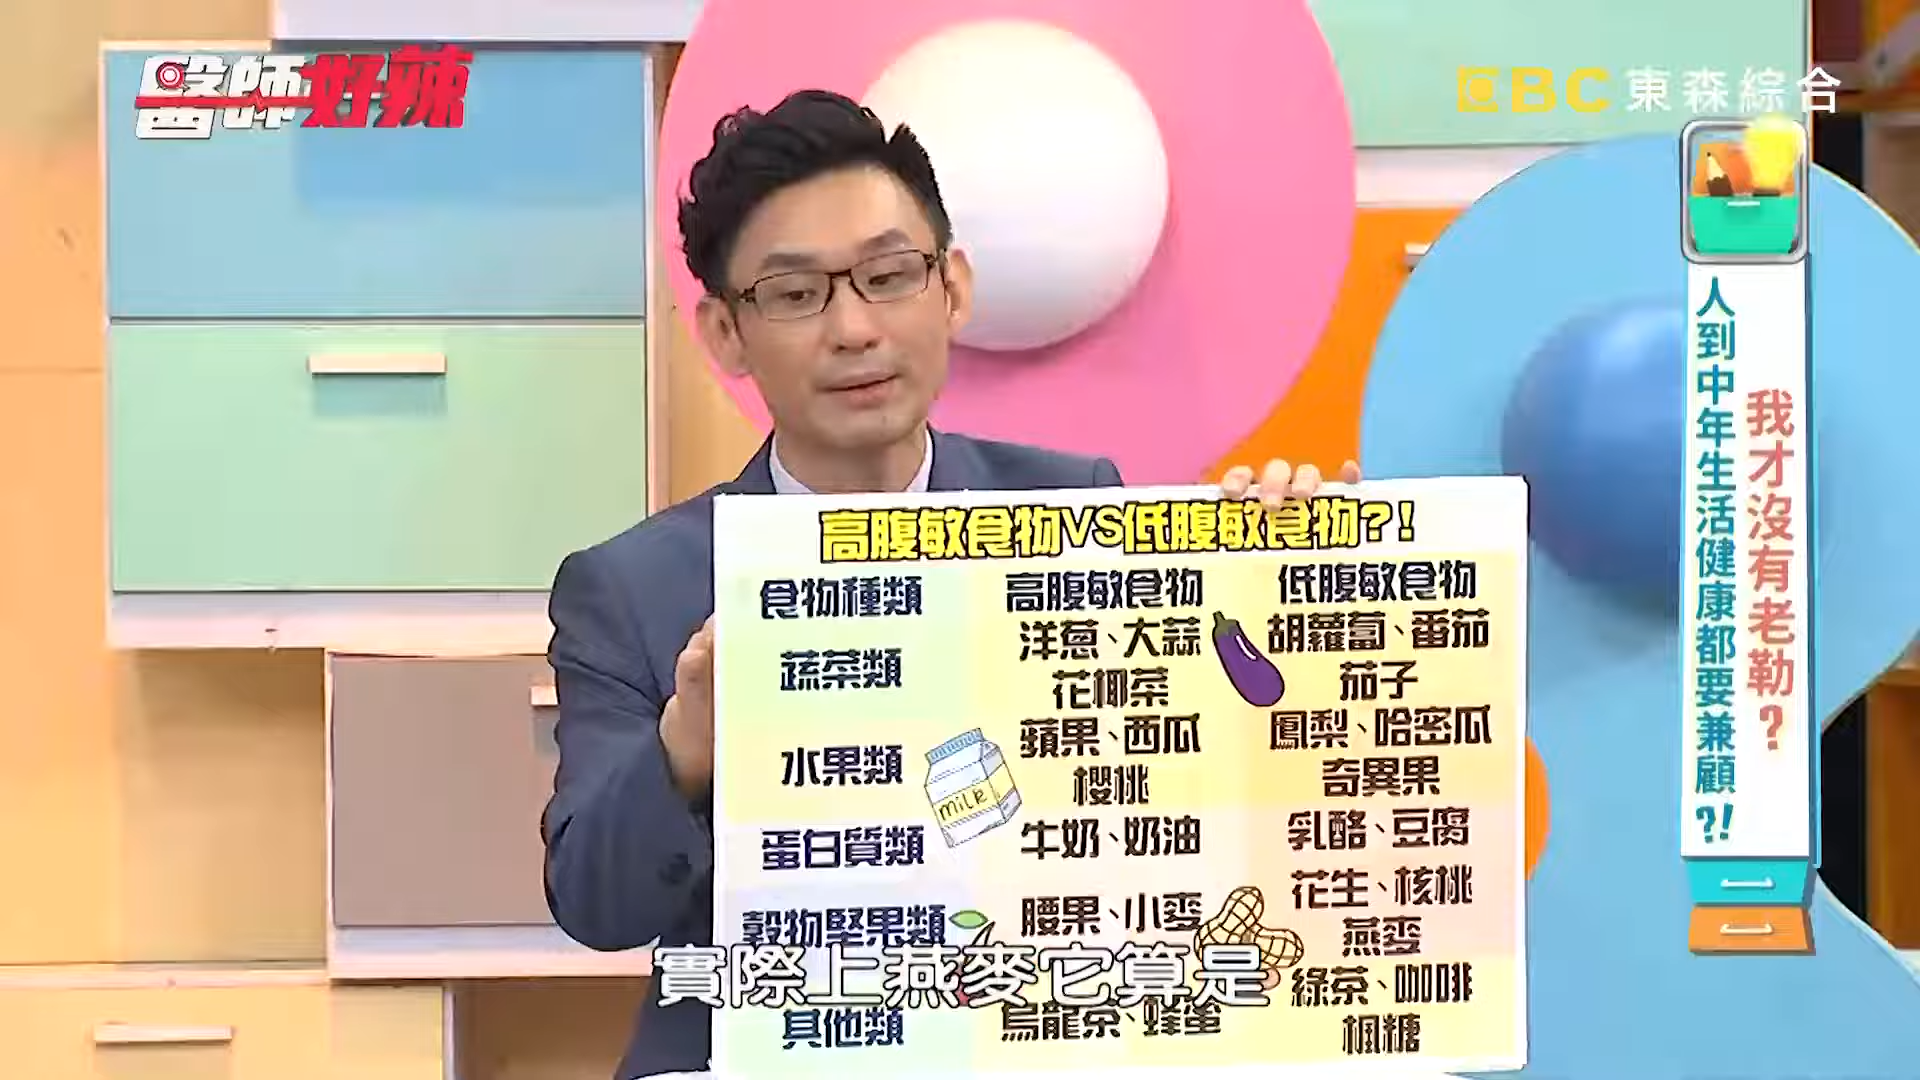 醫師好辣
EBC 東森綜合
我才沒有老勒?
人到中年生活健康都要兼顧?!
高腹敏食物VS低腹敏食物?!
食物種類 高腹敏食物 低腹敏食物
蔬菜類 洋蔥、大蒜 花椰菜 胡蘿蔔、番茄 茄子
水果類 蘋果、西瓜 櫻桃 鳳梨、哈密瓜 奇異果
milk
蛋白質類 牛奶、奶油 乳酪、豆腐
穀物堅果類 腰果、小麥 花生、核桃 燕麥
其他類 烏龍茶、蜂蜜 綠茶、咖啡 楓糖
實際上燕麥它算是